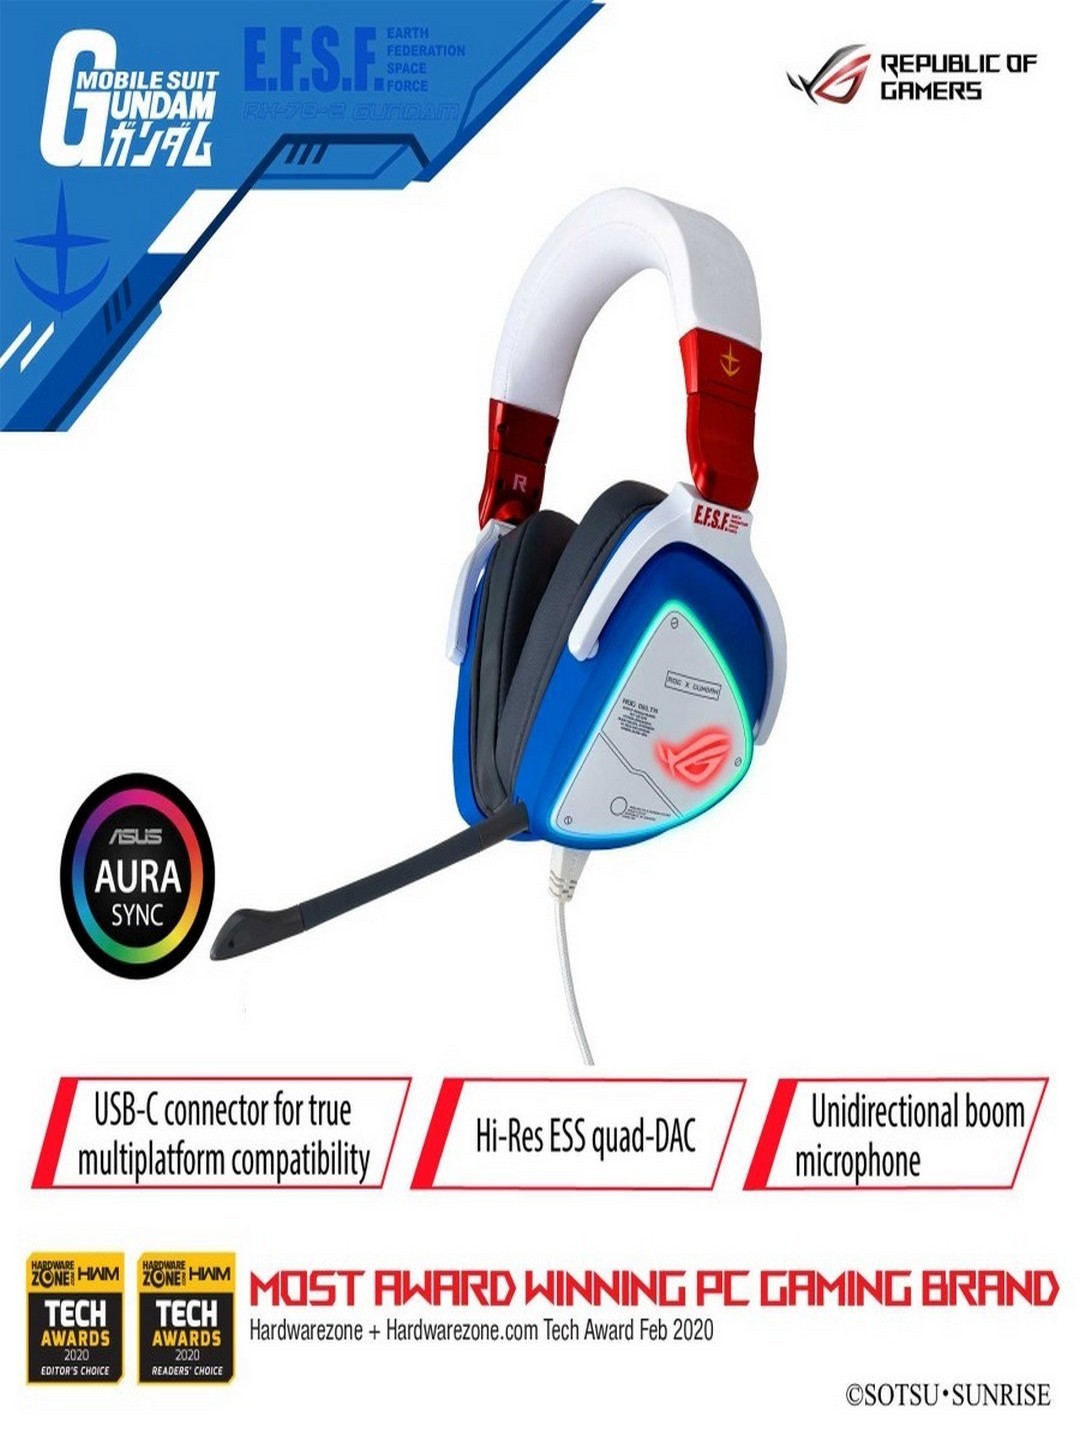 MOBILE SUIT
GUNDAM
ガンダム
E.F.S.F.
EARTH
FEDERATION
SPACE
FORCE
RX-78-2 GUNDAM
REPUBLIC OF
GAMERS
R
E.F.S.F.
ROG X GUNDAM
ROG DELTA
ASUS
AURA
SYNC
USB-C connector for true
multiplatform compatibility
Hi-Res ESS quad-DAC
Unidirectional boom
microphone
HARDWARE
ZONE.COM HWM
TECH
AWARDS
2020
EDITOR'S CHOICE
HARDWARE
ZONE.COM HWM
TECH
AWARDS
2020
READERS' CHOICE
MOST AWARD WINNING PC GAMING BRAND
Hardwarezone + Hardwarezone.com Tech Award Feb 2020
©SOTSU・SUNRISE